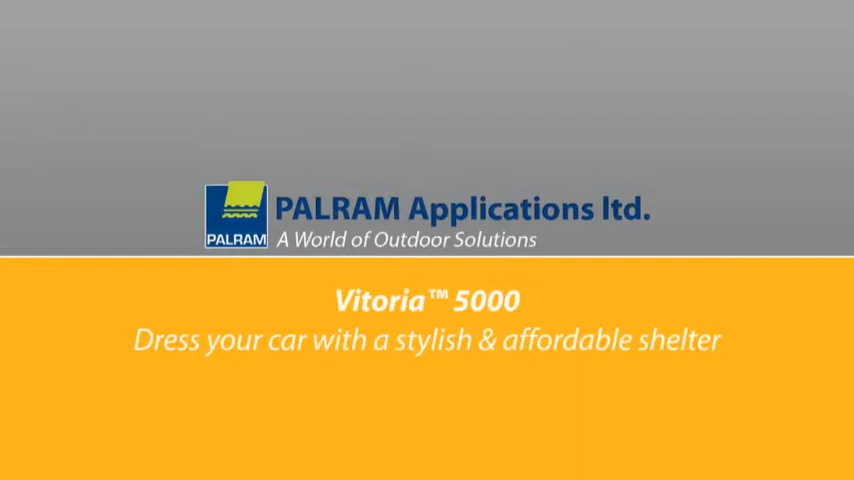 PALRAM Applications ltd.
PALRAM
A World of Outdoor Solutions
Vitoria™ 5000
Dress your car with a stylish & affordable shelter